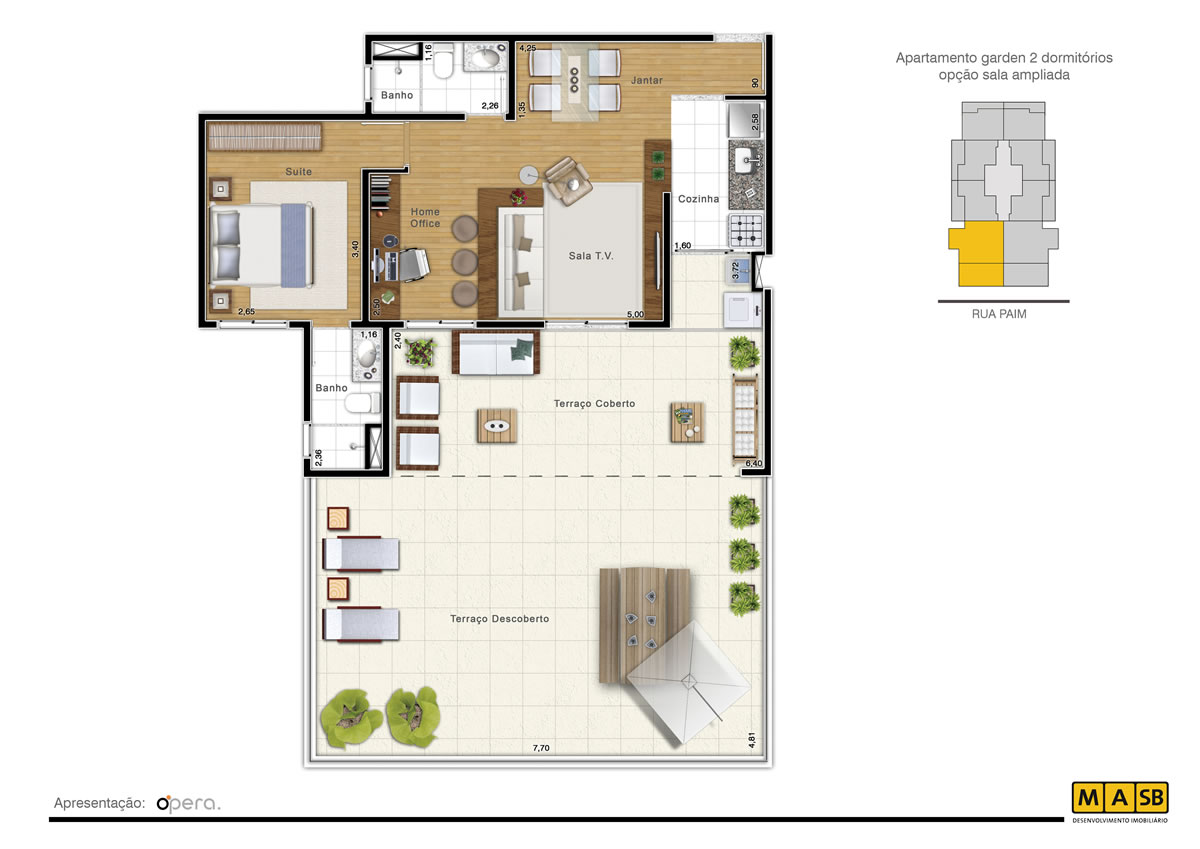 Apartamento garden 2 dormitórios
opção sala ampliada
RUA PAIM
1,16
Banho
2,26
4,25
Jantar
90
1,35
2,58
Suíte
Home
Office
Cozinha
3,40
1,60
Sala T.V.
3,72
2,65
2,50
5,00
1,16
2,40
Banho
Terraço Coberto
2,36
6,40
Terraço Descoberto
7,70
4,81
Apresentação: opera.
MASB
DESENVOLVIMENTO IMOBILIÁRIO